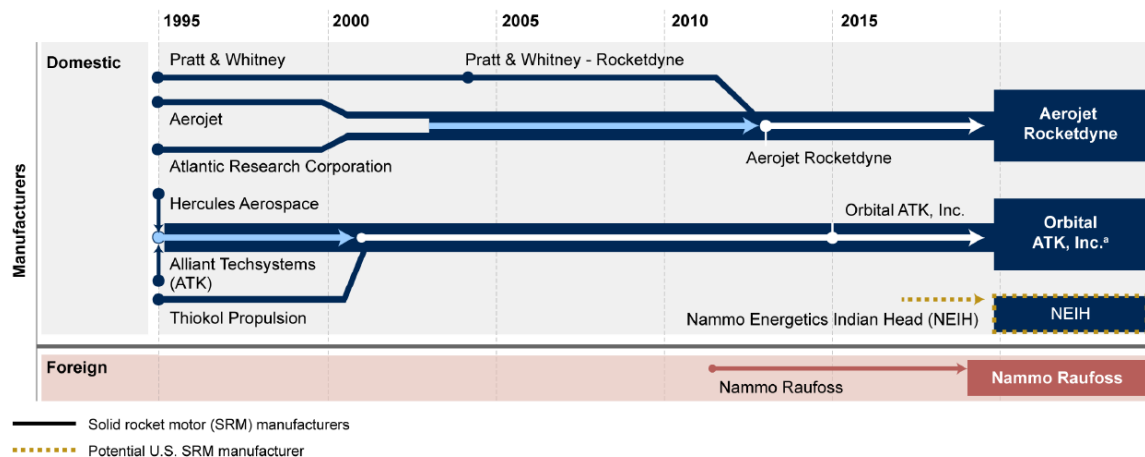 1995 2000 2005 2010 2015
Manufacturers
Domestic
Pratt & Whitney
Pratt & Whitney - Rocketdyne
Aerojet
Atlantic Research Corporation
Aerojet Rocketdyne
Aerojet
Rocketdyne
Hercules Aerospace
Orbital ATK, Inc.
Orbital
ATK, Inc.ᵃ
Alliant Techsystems
(ATK)
Thiokol Propulsion
Nammo Energetics Indian Head (NEIH)
NEIH
Foreign
Nammo Raufoss
Nammo Raufoss
Solid rocket motor (SRM) manufacturers
Potential U.S. SRM manufacturer